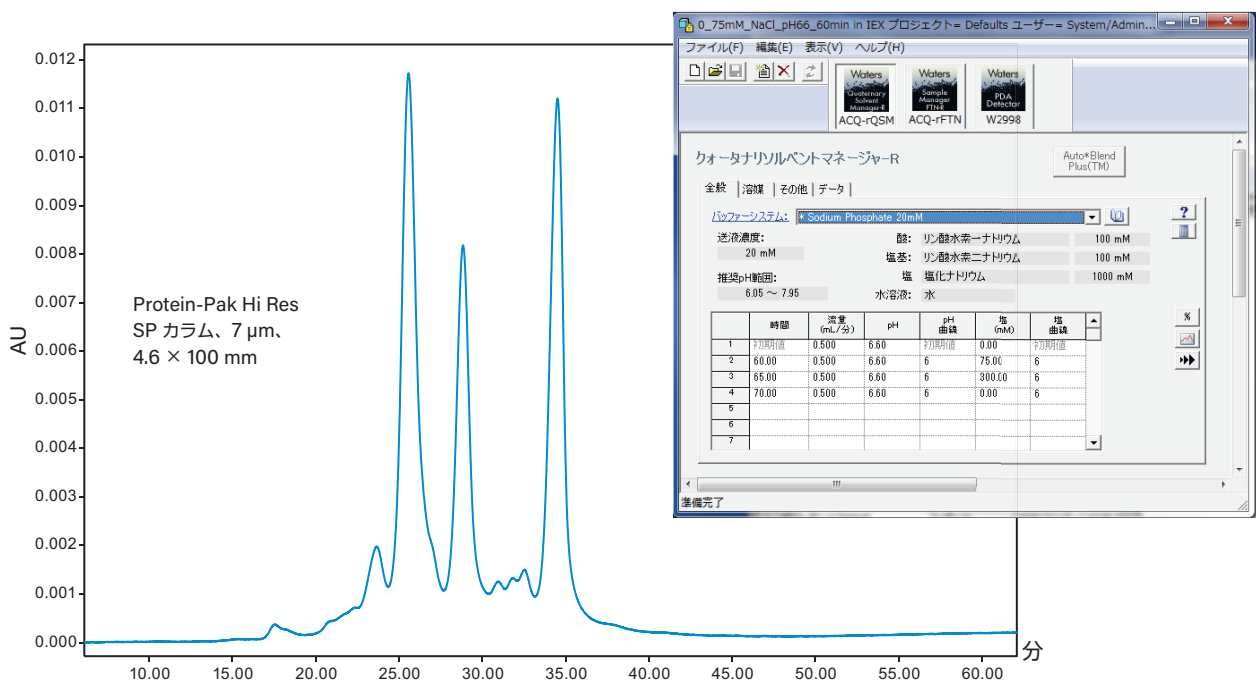 0.012
0.011
0.010
0.009
0.008
0.007
0.006
0.005
0.004
0.003
0.002
0.001
0.000
AU
Protein-Pak Hi Res
SP カラム、7 µm、
4.6 × 100 mm
10.00 15.00 20.00 25.00 30.00 35.00 40.00 45.00 50.00 55.00 60.00
分
0_75mM_NaCl_pH66_60min in IEX プロジェクト= Defaults ユーザー= System/Admin...
ファイル(F) 編集(E) 表示(V) ヘルプ(H)
Waters Quaternary Solvent Manager-R
ACQ-rQSM
Waters Sample Manager FTN-R
ACQ-rFTN
Waters PDA Detector
W2998
クォータナリソルベントマネージャ-R
Auto*Blend
Plus(TM)
全般 溶媒 その他 データ
バッファーシステム: * Sodium Phosphate 20mM
送液濃度: 酸: リン酸水素一ナトリウム 100 mM
20 mM 塩基: リン酸水素二ナトリウム 100 mM
推奨pH範囲: 塩 塩化ナトリウム 1000 mM
6.05 ～ 7.95 水溶液: 水
時間 流量 (mL/分) pH pH 曲線 塩 (mM) 塩 曲線
1 初期値 0.500 6.60 初期値 0.00 初期値
2 60.00 0.500 6.60 6 75.00 6
3 65.00 0.500 6.60 6 300.00 6
4 70.00 0.500 6.60 6 0.00 6
5
6
7
?
%
準備完了